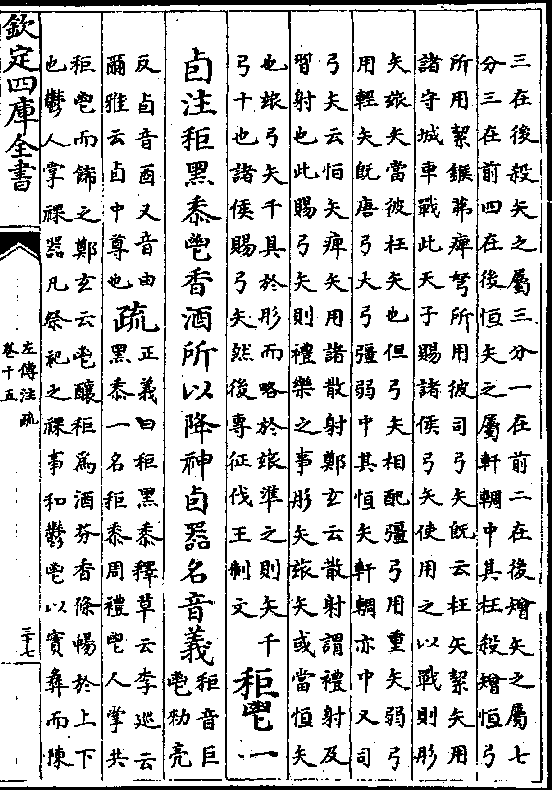 三在後殺矢之屬三分一在前二在後矰矢之屬七
分三在前四在後恒矢之屬軒輖中其枉殺矰恒弓
所用絜鍭茀痺弩所用彼司弓矢既云枉矢絜矢用
諸守城車戰此天子賜諸侯弓矢使用之以戰則彤
矢玈矢當彼枉矢也但弓矢相配彊弓用重矢弱弓
用輕矢既唐弓大弓彊弱中其恒矢軒輖亦中又司
弓矢云恒矢痺矢用諸散射鄭玄云散射謂禮射及
習射也此賜弓矢則禮樂之事彤矢玈矢或當恒矢
也玈弓矢千具於彤而略於玈準之則矢千
弓十也諸侯賜弓矢然後專征伐王制文
秬鬯一
卣注秬黑黍鬯香酒所以降神卣器名音義
秬音巨
鬯勑亮
反卣音酉又音由
爾雅云卣中尊也
疏
正義曰秬黑黍釋草云李巡云
黑黍一名秬黍周禮鬯人掌共
秬鬯而飾之鄭玄云鬯釀秬為酒芬香條暢於上下
也鬱人掌祼器凡祭祀之祼事和鬱鬯以實彝而陳
欽定四庫全書
左傳注疏
卷十五
三十七